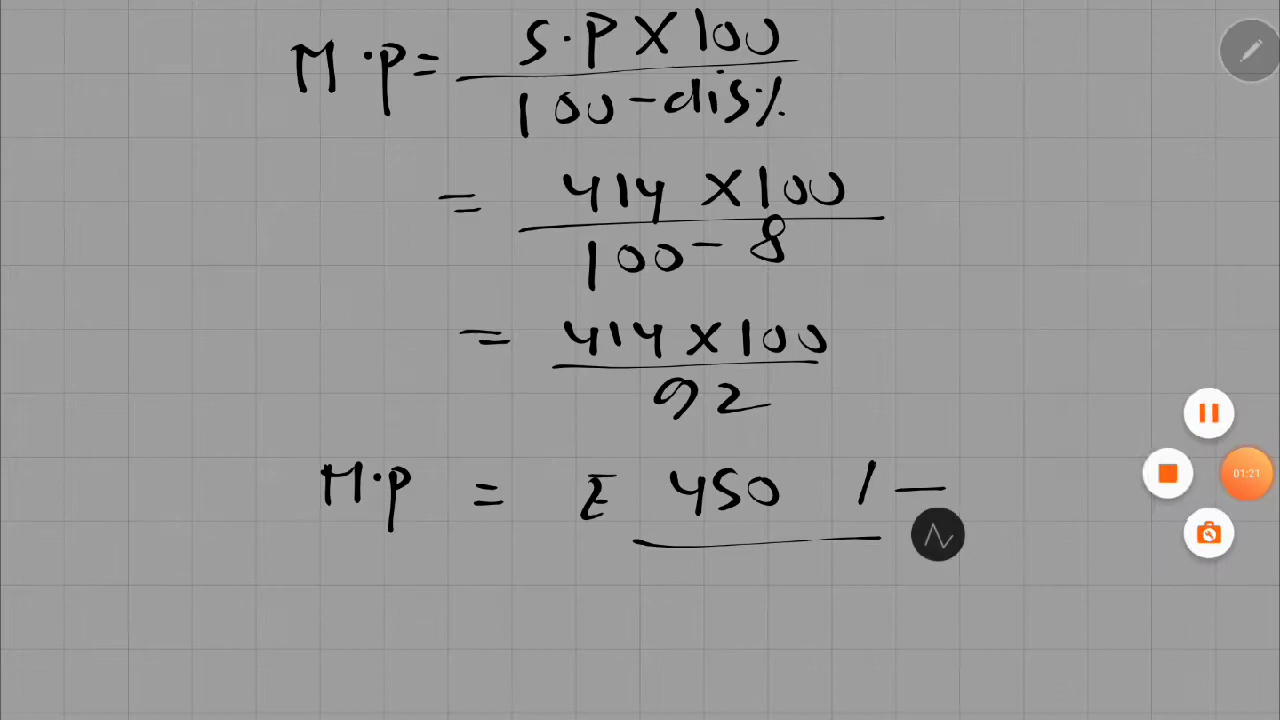 M.P = S.P X 100
100 - dis%
= 414 X 100
100 - 8
= 414 X 100
92
M.P = ₹ 450 / -
01:21